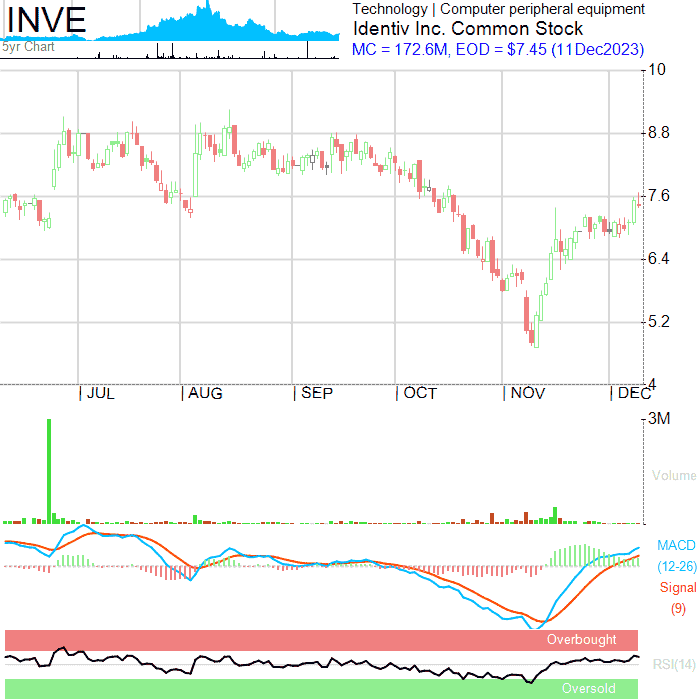 INVE
5yr Chart
Technology | Computer peripheral equipment
Identiv Inc. Common Stock
MC = 172.6M, EOD = $7.45 (11Dec2023)
10
8.8
7.6
6.4
5.2
4
| JUL | AUG | SEP | OCT | NOV | DEC
3M
Volume
MACD
(12-26)
Signal
(9)
Overbought
RSI(14)
Oversold